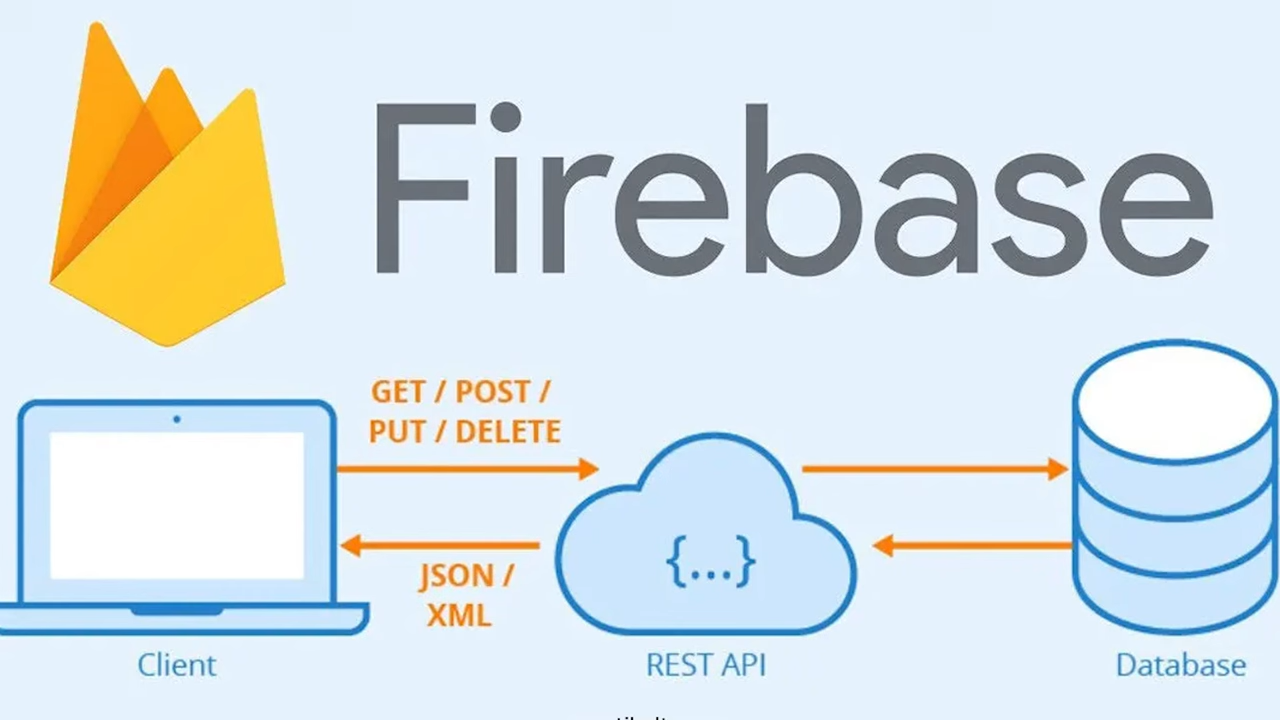 Firebase
GET / POST /
PUT / DELETE
{...}
JSON /
XML
Client
REST API
Database